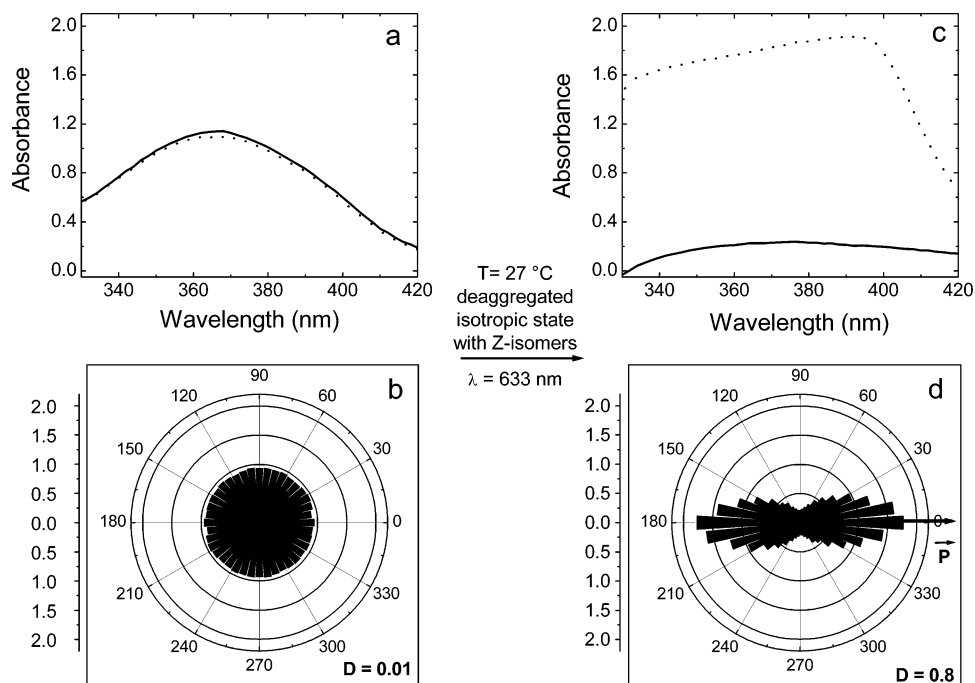 a
2.0
1.6
1.2
0.8
0.4
0.0
Absorbance
340 360 380 400 420
Wavelength (nm)
c
2.0
1.6
1.2
0.8
0.4
0.0
Absorbance
340 360 380 400 420
Wavelength (nm)
T= 27 °C
deaggregated
isotropic state
with Z-isomers
λ = 633 nm
b
2.0
1.5
1.0
0.5
0.0
0.5
1.0
1.5
2.0
90
120 60
150 30
180 0
210 330
240 300
270
D = 0.01
d
2.0
1.5
1.0
0.5
0.0
0.5
1.0
1.5
2.0
90
120 60
150 30
180 0
P
210 330
240 300
270
D = 0.8